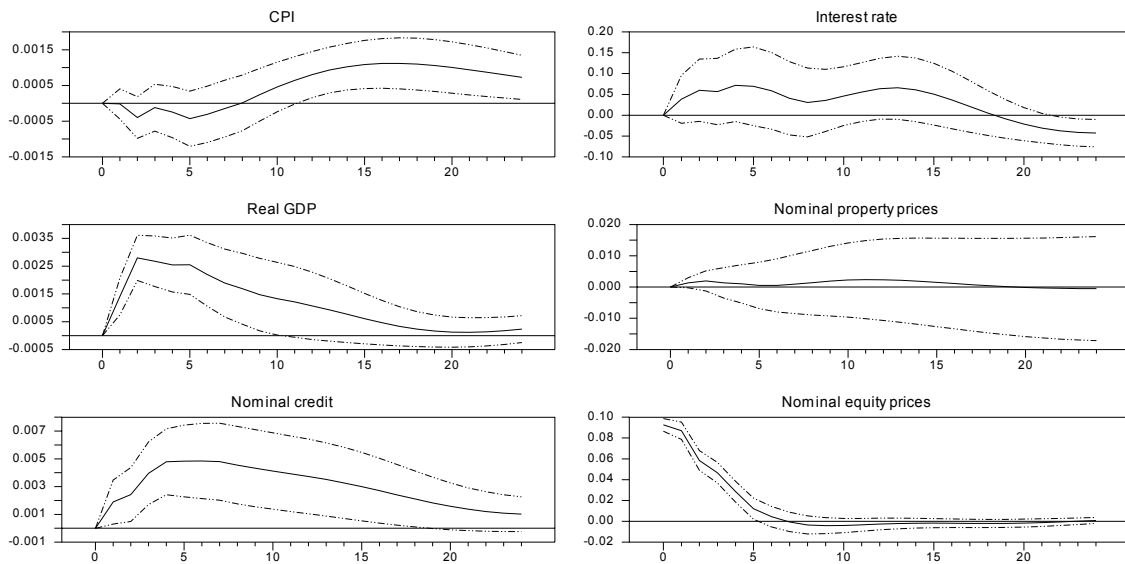 CPI
0.0015
0.0005
-0.0005
-0.0015
0 5 10 15 20
Interest rate
0.20
0.15
0.10
0.05
0.00
-0.05
-0.10
0 5 10 15 20
Real GDP
0.0035
0.0025
0.0015
0.0005
-0.0005
0 5 10 15 20
Nominal property prices
0.020
0.010
0.000
-0.010
-0.020
0 5 10 15 20
Nominal credit
0.007
0.005
0.003
0.001
-0.001
0 5 10 15 20
Nominal equity prices
0.10
0.08
0.06
0.04
0.02
0.00
-0.02
0 5 10 15 20